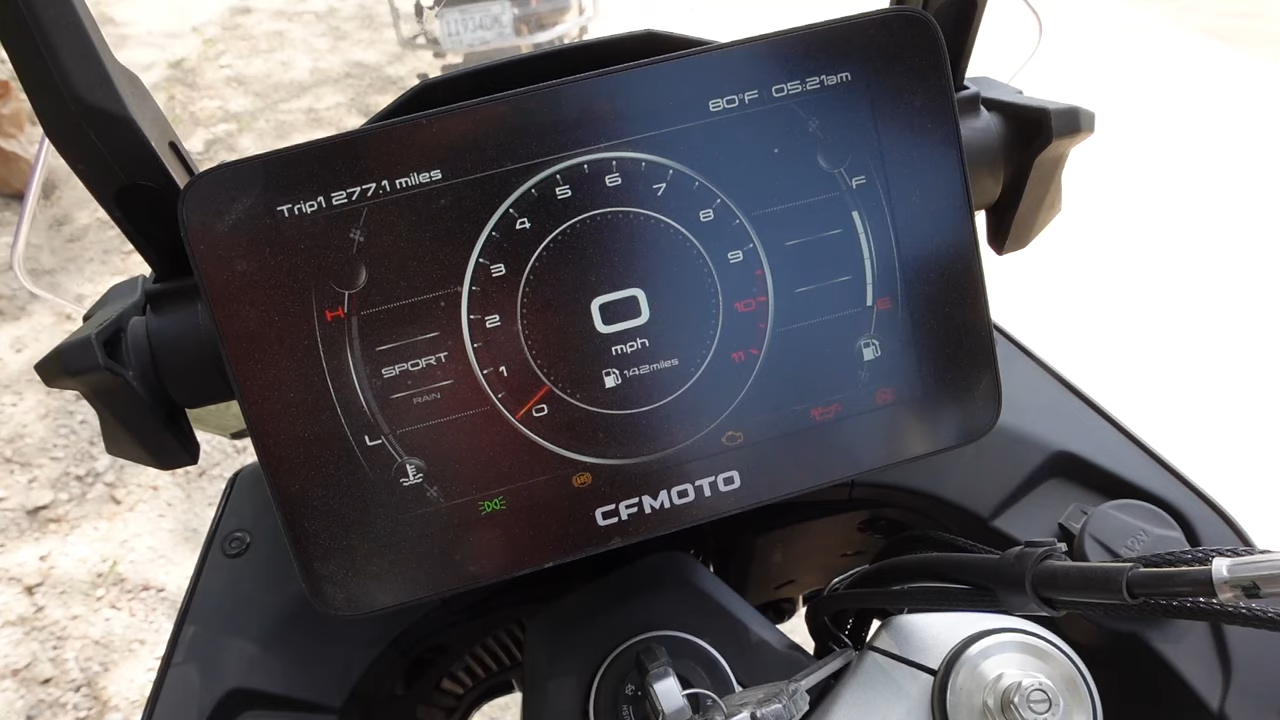 80°F 05:21am
Trip1 277.1 miles
0 1 2 3 4 5 6 7 8 9 10 11
0
mph
142miles
H
SPORT
RAIN
L
F
E
ABS
CFMOTO
12V